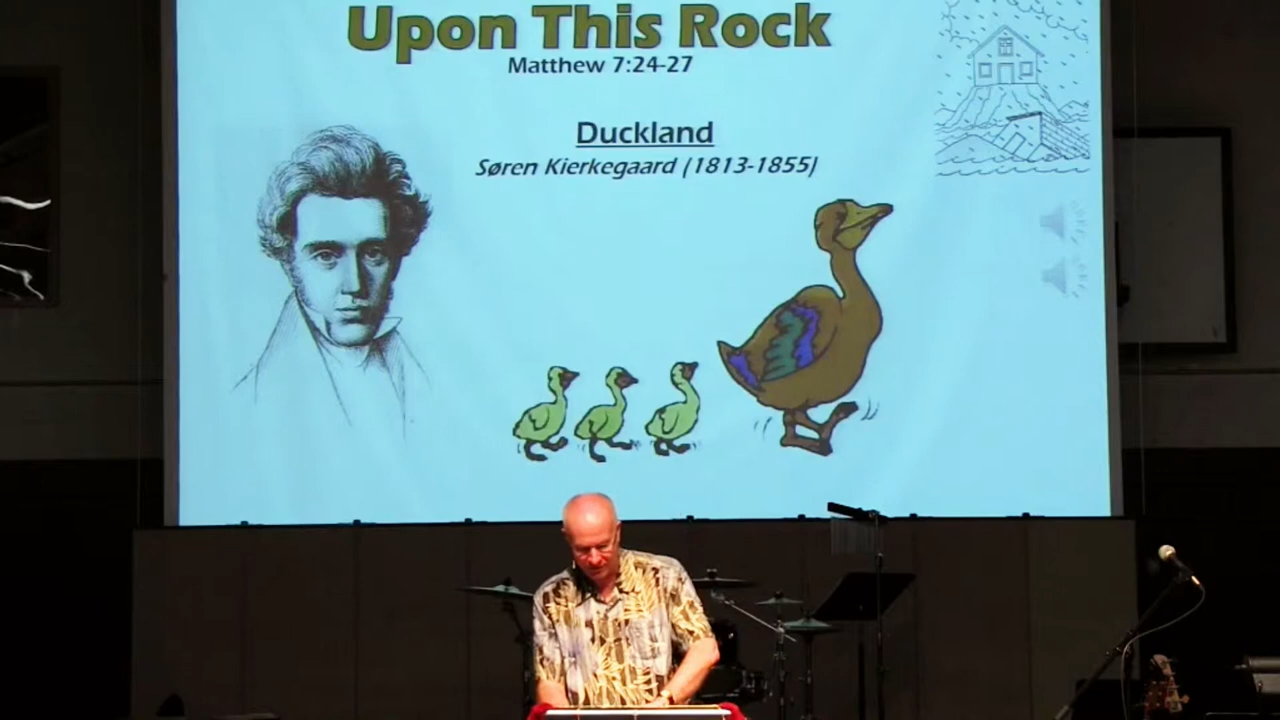 Upon This Rock
Matthew 7:24-27
Duckland
Søren Kierkegaard (1813-1855)